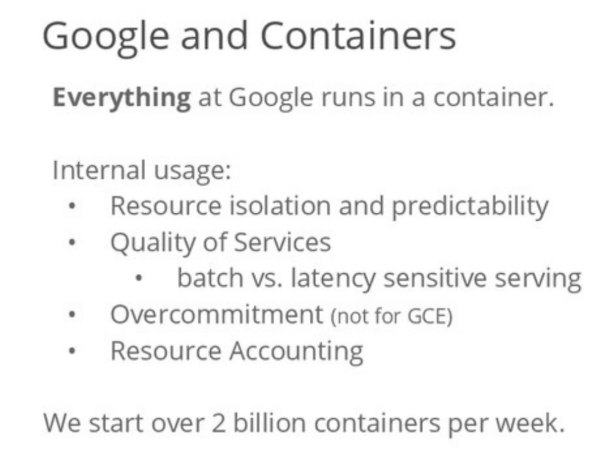 Google and Containers
Everything at Google runs in a container.
Internal usage:
• Resource isolation and predictability
• Quality of Services
• batch vs. latency sensitive serving
• Overcommitment (not for GCE)
• Resource Accounting
We start over 2 billion containers per week.